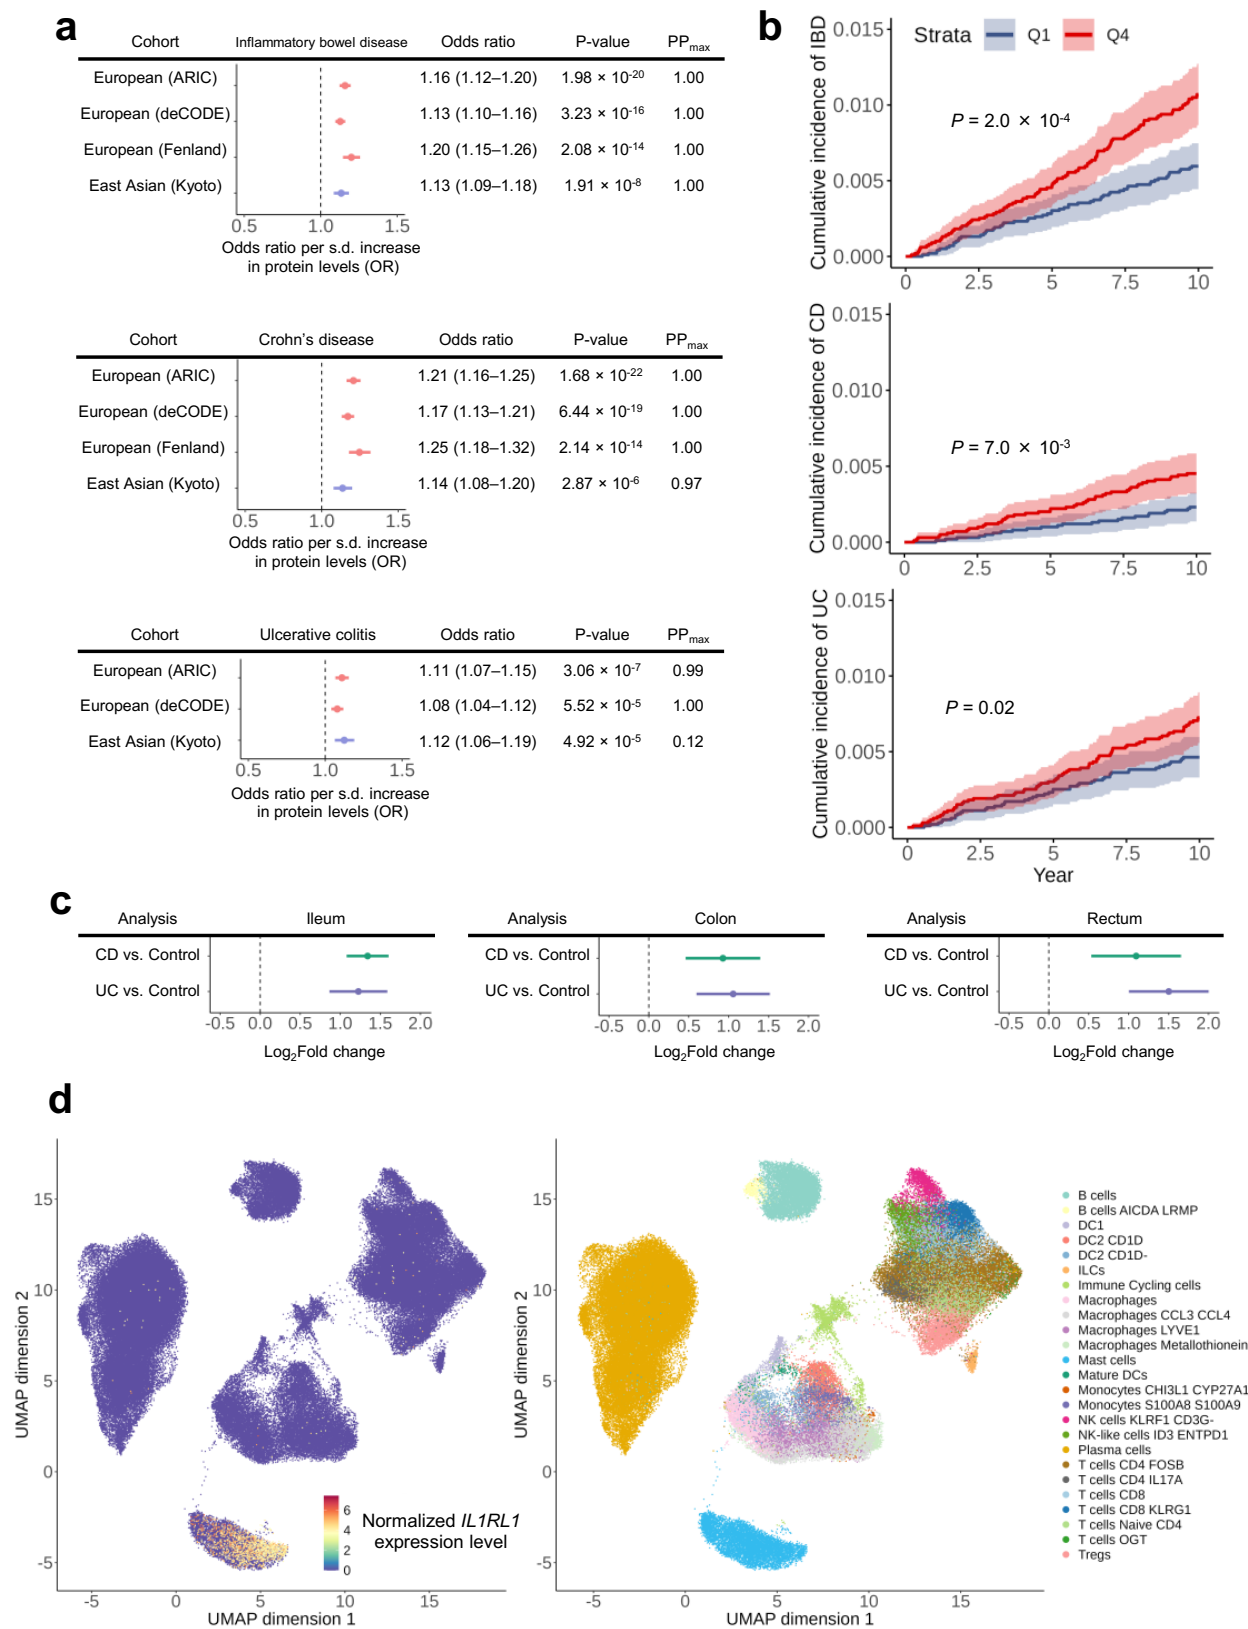 a
Cohort Inflammatory bowel disease Odds ratio P-value PPmax
European (ARIC) 1.16 (1.12–1.20) 1.98 × 10-20 1.00
European (deCODE) 1.13 (1.10–1.16) 3.23 × 10-16 1.00
European (Fenland) 1.20 (1.15–1.26) 2.08 × 10-14 1.00
East Asian (Kyoto) 1.13 (1.09–1.18) 1.91 × 10-8 1.00
0.5 1.0 1.5
Odds ratio per s.d. increase
in protein levels (OR)
Cohort Crohn's disease Odds ratio P-value PPmax
European (ARIC) 1.21 (1.16–1.25) 1.68 × 10-22 1.00
European (deCODE) 1.17 (1.13–1.21) 6.44 × 10-19 1.00
European (Fenland) 1.25 (1.18–1.32) 2.14 × 10-14 1.00
East Asian (Kyoto) 1.14 (1.08–1.20) 2.87 × 10-6 0.97
0.5 1.0 1.5
Odds ratio per s.d. increase
in protein levels (OR)
Cohort Ulcerative colitis Odds ratio P-value PPmax
European (ARIC) 1.11 (1.07–1.15) 3.06 × 10-7 0.99
European (deCODE) 1.08 (1.04–1.12) 5.52 × 10-5 1.00
East Asian (Kyoto) 1.12 (1.06–1.19) 4.92 × 10-5 0.12
0.5 1.0 1.5
Odds ratio per s.d. increase
in protein levels (OR)
b
Strata Q1 Q4
Cumulative incidence of IBD
0.015
0.010
0.005
0.000
P = 2.0 × 10-4
0 2.5 5 7.5 10
Cumulative incidence of CD
0.015
0.010
0.005
0.000
P = 7.0 × 10-3
0 2.5 5 7.5 10
Cumulative incidence of UC
0.015
0.010
0.005
0.000
P = 0.02
0 2.5 5 7.5 10
Year
c
Analysis Ileum
CD vs. Control
UC vs. Control
-0.5 0.0 0.5 1.0 1.5 2.0
Log2Fold change
Analysis Colon
CD vs. Control
UC vs. Control
-0.5 0.0 0.5 1.0 1.5 2.0
Log2Fold change
Analysis Rectum
CD vs. Control
UC vs. Control
-0.5 0.0 0.5 1.0 1.5 2.0
Log2Fold change
d
UMAP dimension 2
15
10
5
0
-5
-5 0 5 10 15
UMAP dimension 1
6
4
2
0
Normalized IL1RL1
expression level
UMAP dimension 2
15
10
5
0
-5
-5 0 5 10 15
UMAP dimension 1
B cells
B cells AICDA LRMP
DC1
DC2 CD1D
DC2 CD1D-
ILCs
Immune Cycling cells
Macrophages
Macrophages CCL3 CCL4
Macrophages LYVE1
Macrophages Metallothionein
Mast cells
Mature DCs
Monocytes CHI3L1 CYP27A1
Monocytes S100A8 S100A9
NK cells KLRF1 CD3G-
NK-like cells ID3 ENTPD1
Plasma cells
T cells CD4 FOSB
T cells CD4 IL17A
T cells CD8
T cells CD8 KLRG1
T cells Naive CD4
T cells OGT
Tregs